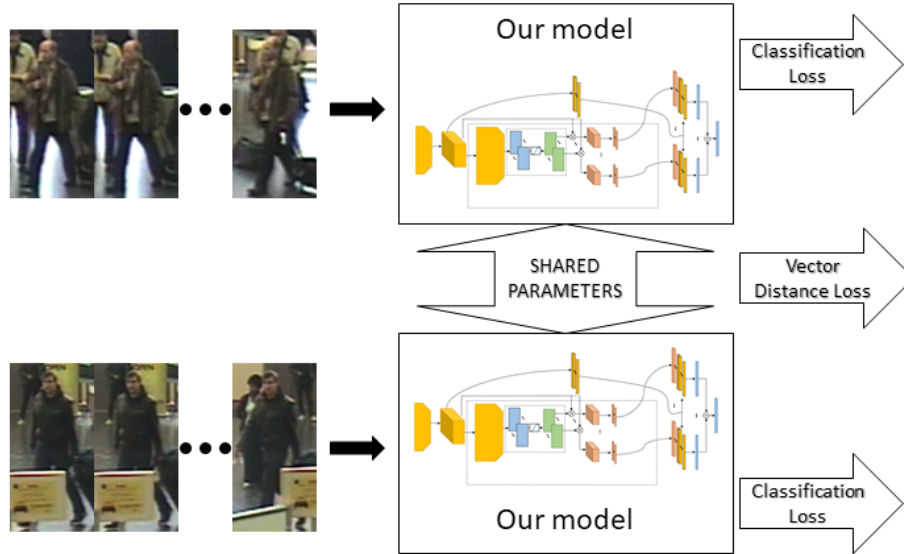 Our model
Classification
Loss
SHARED
PARAMETERS
Vector
Distance Loss
Our model
Classification
Loss